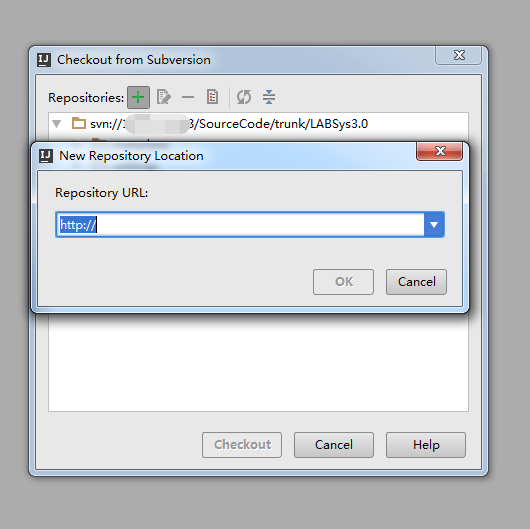 Checkout from Subversion
Repositories:
svn://1 3/SourceCode/trunk/LABSys3.0
New Repository Location
Repository URL:
http://
OK Cancel
Checkout Cancel Help